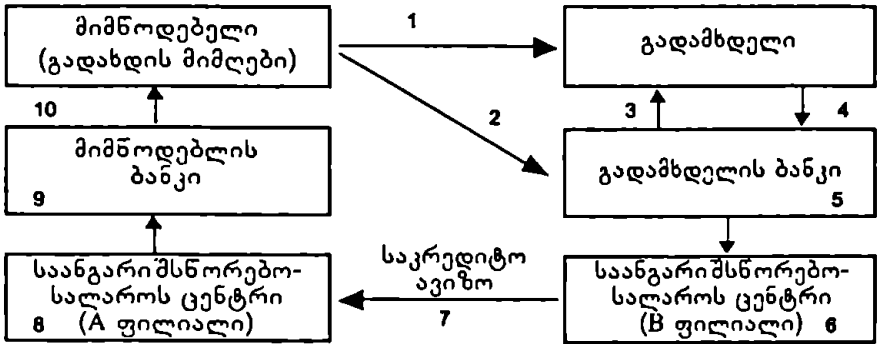 მიმწოდებელი
(გადახდის მიმღები)
1
გადამხდელი
2
3
4
10
მიმწოდებლის
ბანკი
9
გადამხდელის ბანკი
5
საანგარიშსწორებო-
სალაროს ცენტრი
(A ფილიალი)
8
საკრედიტო
ავიზო
7
საანგარიშსწორებო-
სალაროს ცენტრი
(B ფილიალი)
6